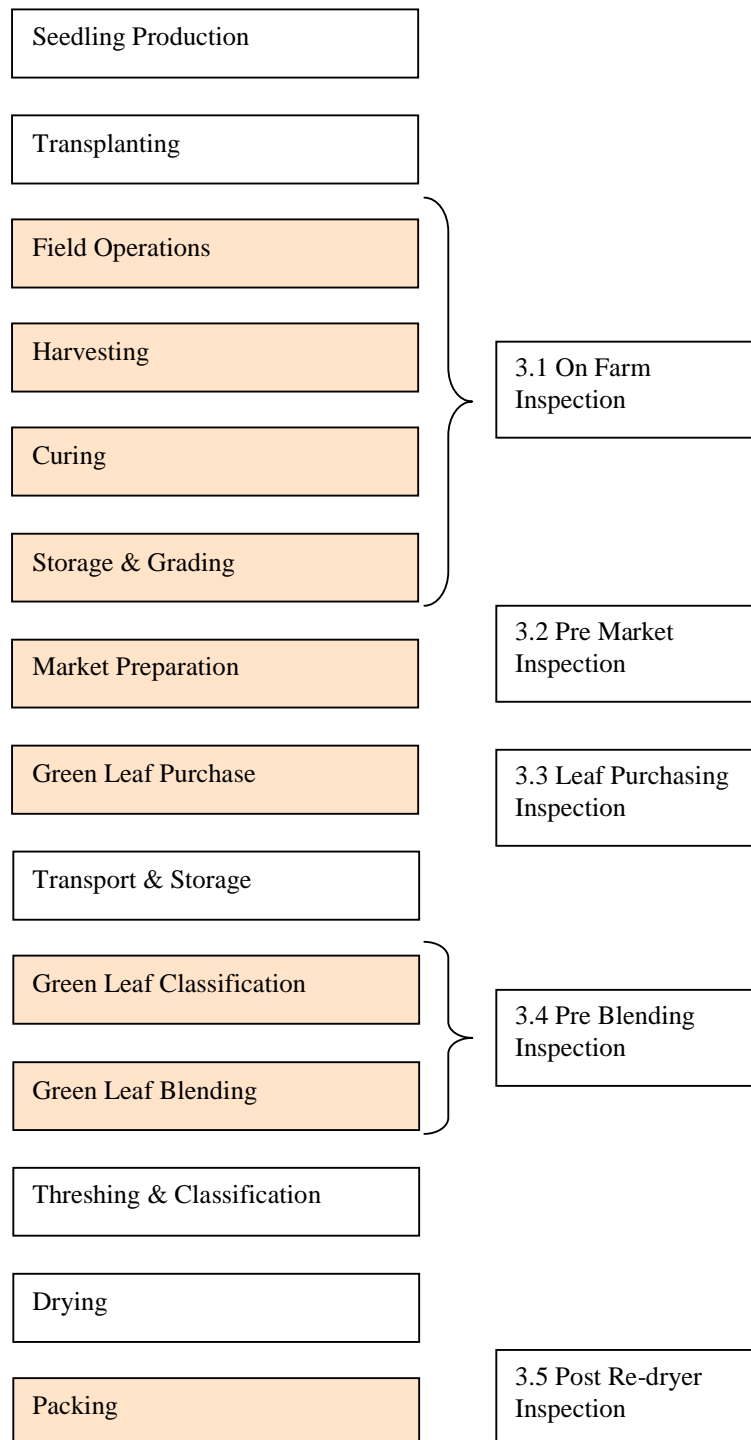 Seedling Production
Transplanting
Field Operations
Harvesting
3.1 On Farm
Inspection
Curing
Storage & Grading
3.2 Pre Market
Inspection
Market Preparation
Green Leaf Purchase
3.3 Leaf Purchasing
Inspection
Transport & Storage
Green Leaf Classification
3.4 Pre Blending
Inspection
Green Leaf Blending
Threshing & Classification
Drying
3.5 Post Re-dryer
Inspection
Packing